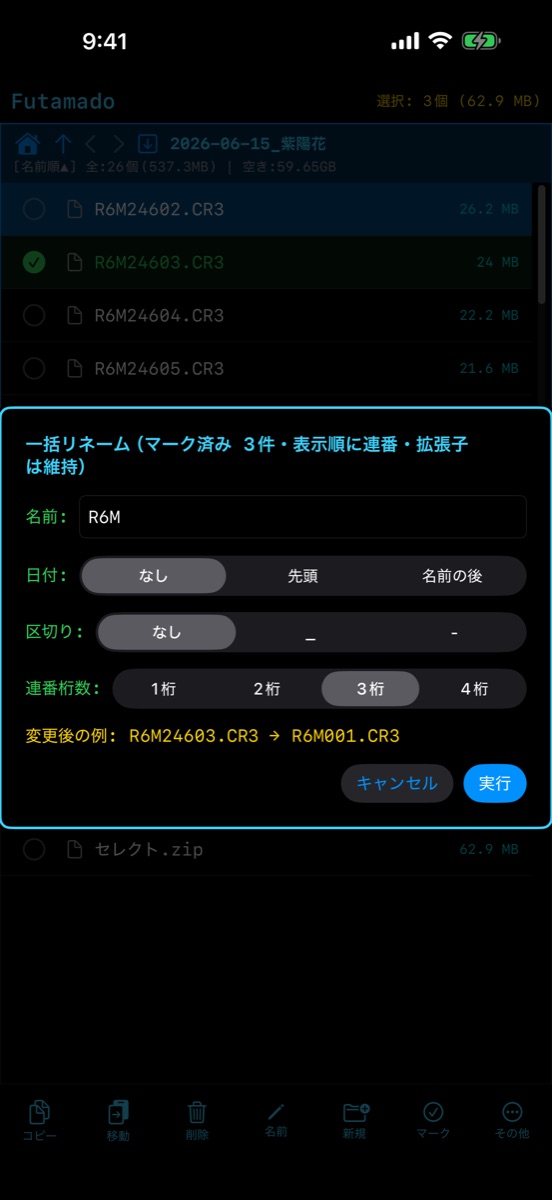 9:41
Futamado
選択: 3個 (62.9 MB)
2026-06-15_紫陽花
[名前順▲] 全:26個(537.3MB) | 空き:59.65GB
R6M24602.CR3 26.2 MB
R6M24603.CR3 24 MB
R6M24604.CR3 22.2 MB
R6M24605.CR3 21.6 MB
一括リネーム (マーク済み 3件・表示順に連番・拡張子
は維持)
名前: R6M
日付: なし 先頭 名前の後
区切り: なし _ -
連番桁数: 1桁 2桁 3桁 4桁
変更後の例: R6M24603.CR3 → R6M001.CR3
キャンセル 実行
セレクト.zip 62.9 MB
コピー 移動 削除 名前 新規 マーク その他